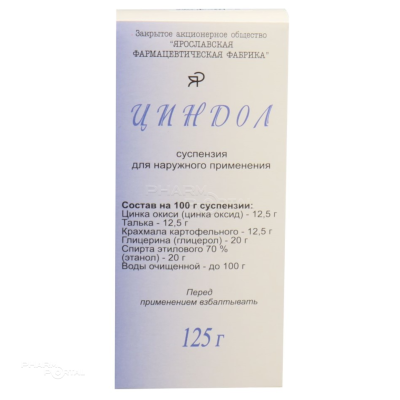 Закрытое акционерное общество
"ЯРОСЛАВСКАЯ
ФАРМАЦЕВТИЧЕСКАЯ ФАБРИКА"
ЯР
ЦИНДОЛ
суспензия
для наружного применения
Состав на 100 г суспензии:
Цинка окиси (цинка оксид) - 12,5 г
Талька - 12,5 г
Крахмала картофельного - 12,5 г
Глицерина (глицерол) - 20 г
Спирта этилового 70 %
(этанол) - 20 г
Воды очищенной - до 100 г
Перед
применением взбалтывать
125 г